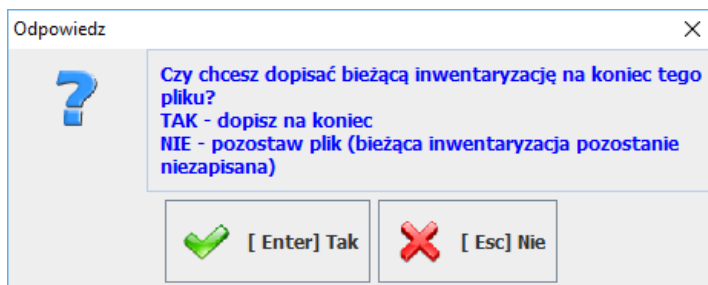 Odpowiedz
Czy chcesz dopisać bieżącą inwentaryzację na koniec tego
pliku?
TAK - dopisz na koniec
NIE - pozostaw plik (bieżąca inwentaryzacja pozostanie
niezapisana)
[ Enter] Tak
[ Esc] Nie